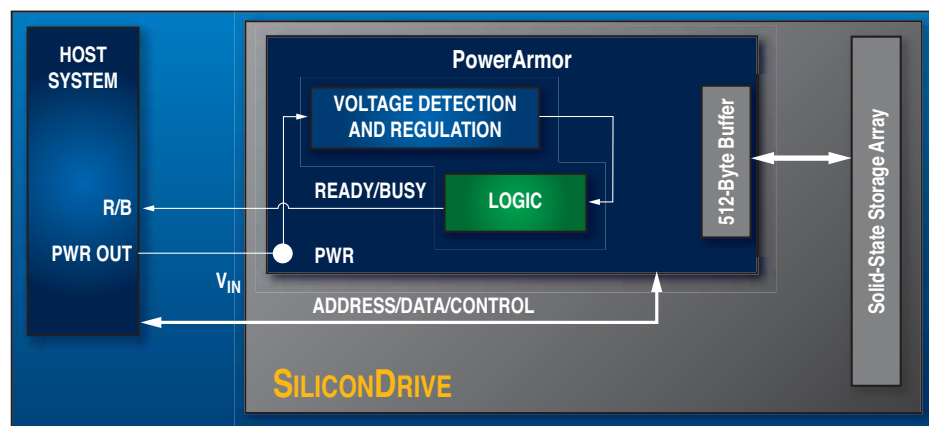 HOST
SYSTEM
PowerArmor
VOLTAGE DETECTION
AND REGULATION
512-Byte Buffer
Solid-State Storage Array
READY/BUSY
LOGIC
R/B
PWR OUT
PWR
VIN
ADDRESS/DATA/CONTROL
SILICONDRIVE